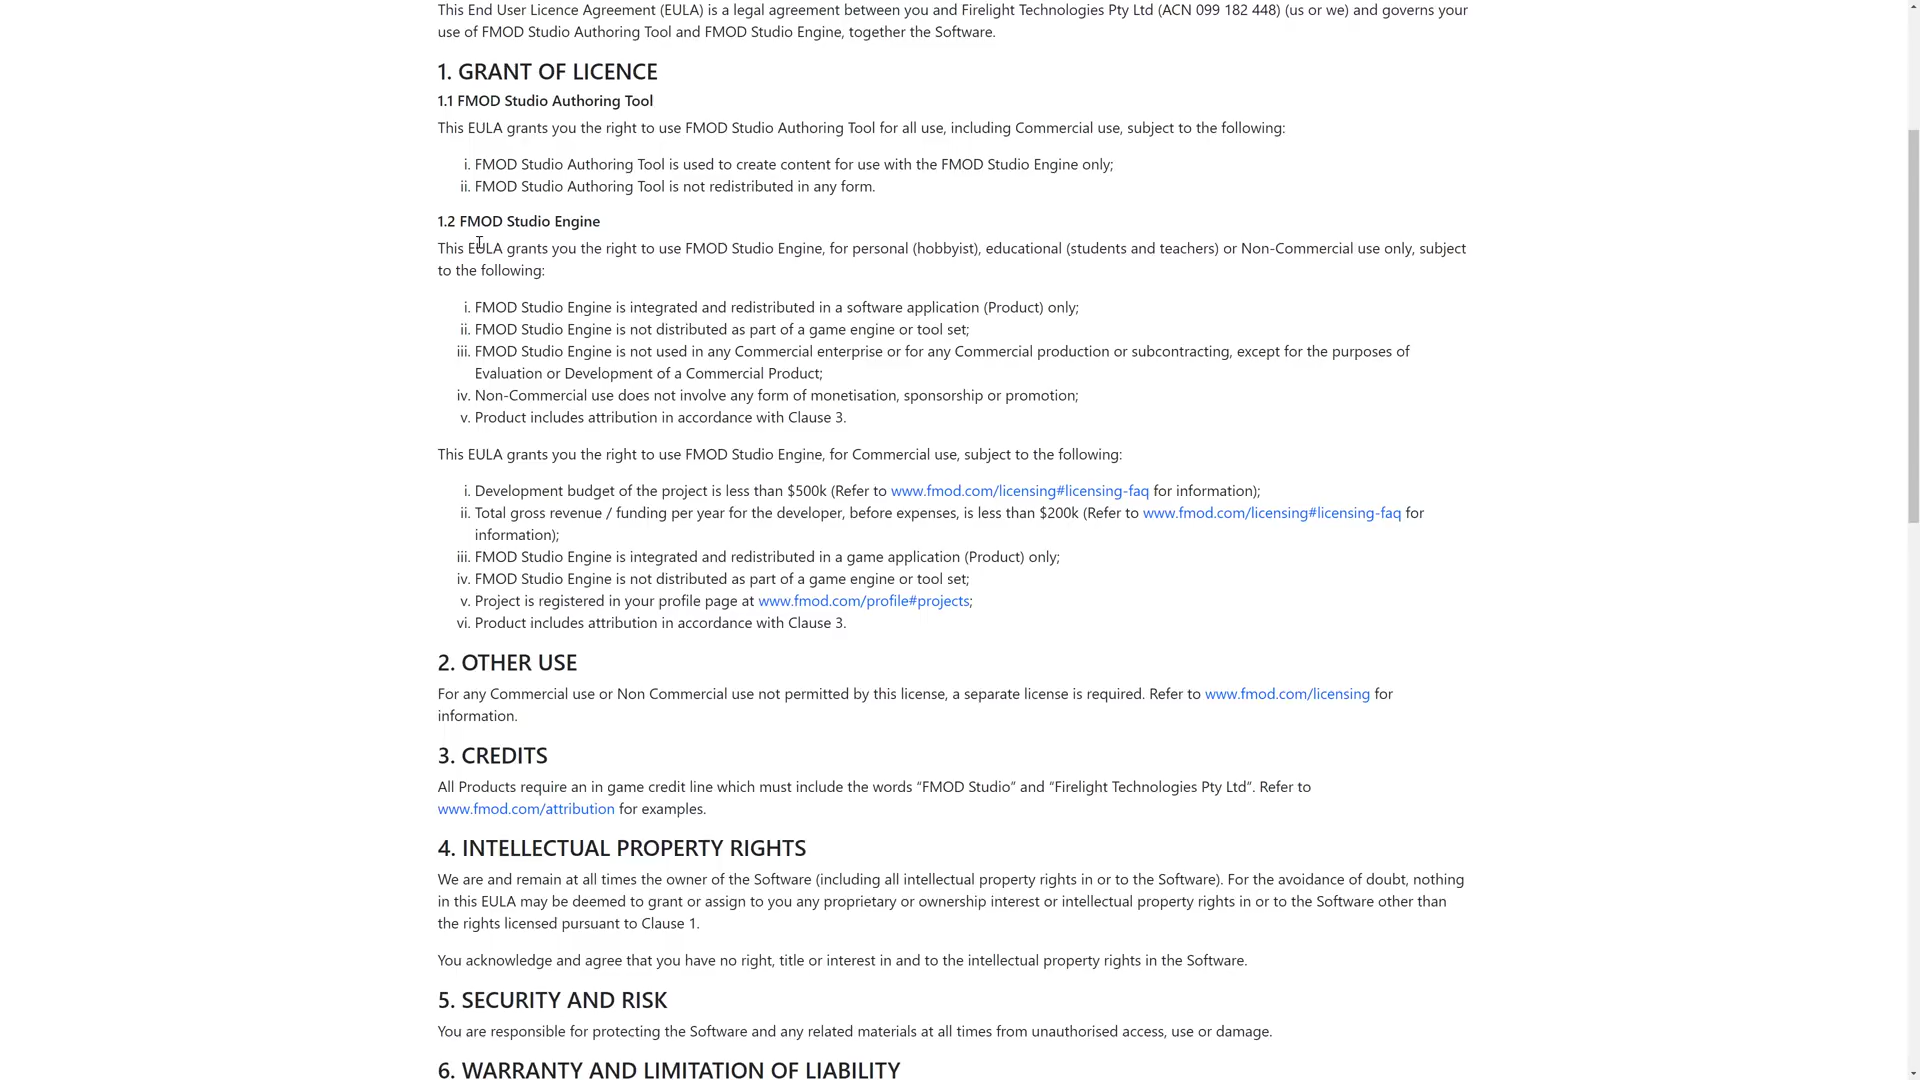 This End User Licence Agreement (EULA) is a legal agreement between you and Firelight Technologies Pty Ltd (ACN 099 182 448) (us or we) and governs your
use of FMOD Studio Authoring Tool and FMOD Studio Engine, together the Software.
1. GRANT OF LICENCE
1.1 FMOD Studio Authoring Tool
This EULA grants you the right to use FMOD Studio Authoring Tool for all use, including Commercial use, subject to the following:
i. FMOD Studio Authoring Tool is used to create content for use with the FMOD Studio Engine only;
ii. FMOD Studio Authoring Tool is not redistributed in any form.
1.2 FMOD Studio Engine
This EULA grants you the right to use FMOD Studio Engine, for personal (hobbyist), educational (students and teachers) or Non-Commercial use only, subject
to the following:
i. FMOD Studio Engine is integrated and redistributed in a software application (Product) only;
ii. FMOD Studio Engine is not distributed as part of a game engine or tool set;
iii. FMOD Studio Engine is not used in any Commercial enterprise or for any Commercial production or subcontracting, except for the purposes of
Evaluation or Development of a Commercial Product;
iv. Non-Commercial use does not involve any form of monetisation, sponsorship or promotion;
v. Product includes attribution in accordance with Clause 3.
This EULA grants you the right to use FMOD Studio Engine, for Commercial use, subject to the following:
i. Development budget of the project is less than $500k (Refer to www.fmod.com/licensing#licensing-faq for information);
ii. Total gross revenue / funding per year for the developer, before expenses, is less than $200k (Refer to www.fmod.com/licensing#licensing-faq for
information);
iii. FMOD Studio Engine is integrated and redistributed in a game application (Product) only;
iv. FMOD Studio Engine is not distributed as part of a game engine or tool set;
v. Project is registered in your profile page at www.fmod.com/profile#projects;
vi. Product includes attribution in accordance with Clause 3.
2. OTHER USE
For any Commercial use or Non Commercial use not permitted by this license, a separate license is required. Refer to www.fmod.com/licensing for
information.
3. CREDITS
All Products require an in game credit line which must include the words “FMOD Studio” and “Firelight Technologies Pty Ltd”. Refer to
www.fmod.com/attribution for examples.
4. INTELLECTUAL PROPERTY RIGHTS
We are and remain at all times the owner of the Software (including all intellectual property rights in or to the Software). For the avoidance of doubt, nothing
in this EULA may be deemed to grant or assign to you any proprietary or ownership interest or intellectual property rights in or to the Software other than
the rights licensed pursuant to Clause 1.
You acknowledge and agree that you have no right, title or interest in and to the intellectual property rights in the Software.
5. SECURITY AND RISK
You are responsible for protecting the Software and any related materials at all times from unauthorised access, use or damage.
6. WARRANTY AND LIMITATION OF LIABILITY